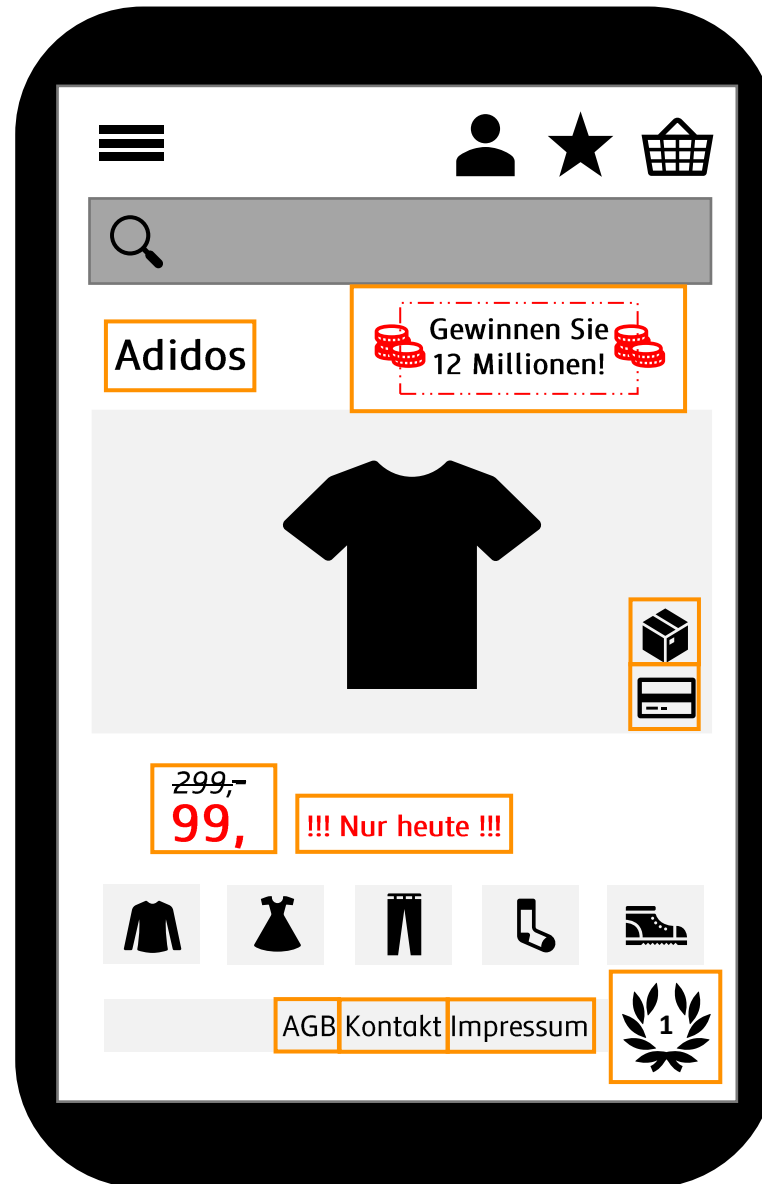 Adidos
Gewinnen Sie
12 Millionen!
299,-
99,
!!! Nur heute !!!
AGB Kontakt Impressum
1